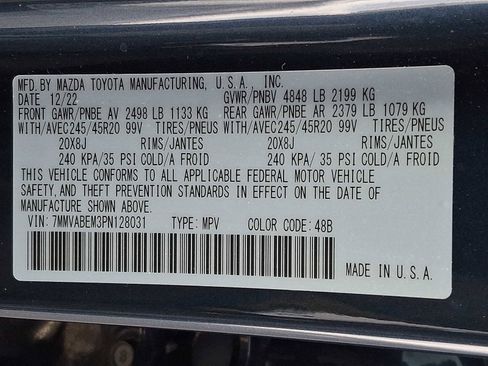 MFD. BY MAZDA TOYOTA MANUFACTURING, U.S.A., INC.
DATE 12/22 GVWR/PNBV 4848 LB 2199 KG
FRONT GAWR/PNBE AV 2498 LB 1133 KG REAR GAWR/PNBE AR 2379 LB 1079 KG
WITH/AVEC245/45R20 99V TIRES/PNEUS WITH/AVEC245/45R20 99V TIRES/PNEUS
20X8J RIMS/JANTES 20X8J RIMS/JANTES
240 KPA/ 35 PSI COLD/A FROID 240 KPA/ 35 PSI COLD/A FROID
THIS VEHICLE CONFORMS TO ALL APPLICABLE FEDERAL MOTOR VEHICLE
SAFETY,AND THEFT PREVENTION STANDARDS IN EFFECT ON THE DATE OF
MANUFACTURE SHOWN ABOVE.
VIN: 7MMVABEM3PN128031 TYPE: MPV COLOR CODE: 48B
MADE IN U.S.A.